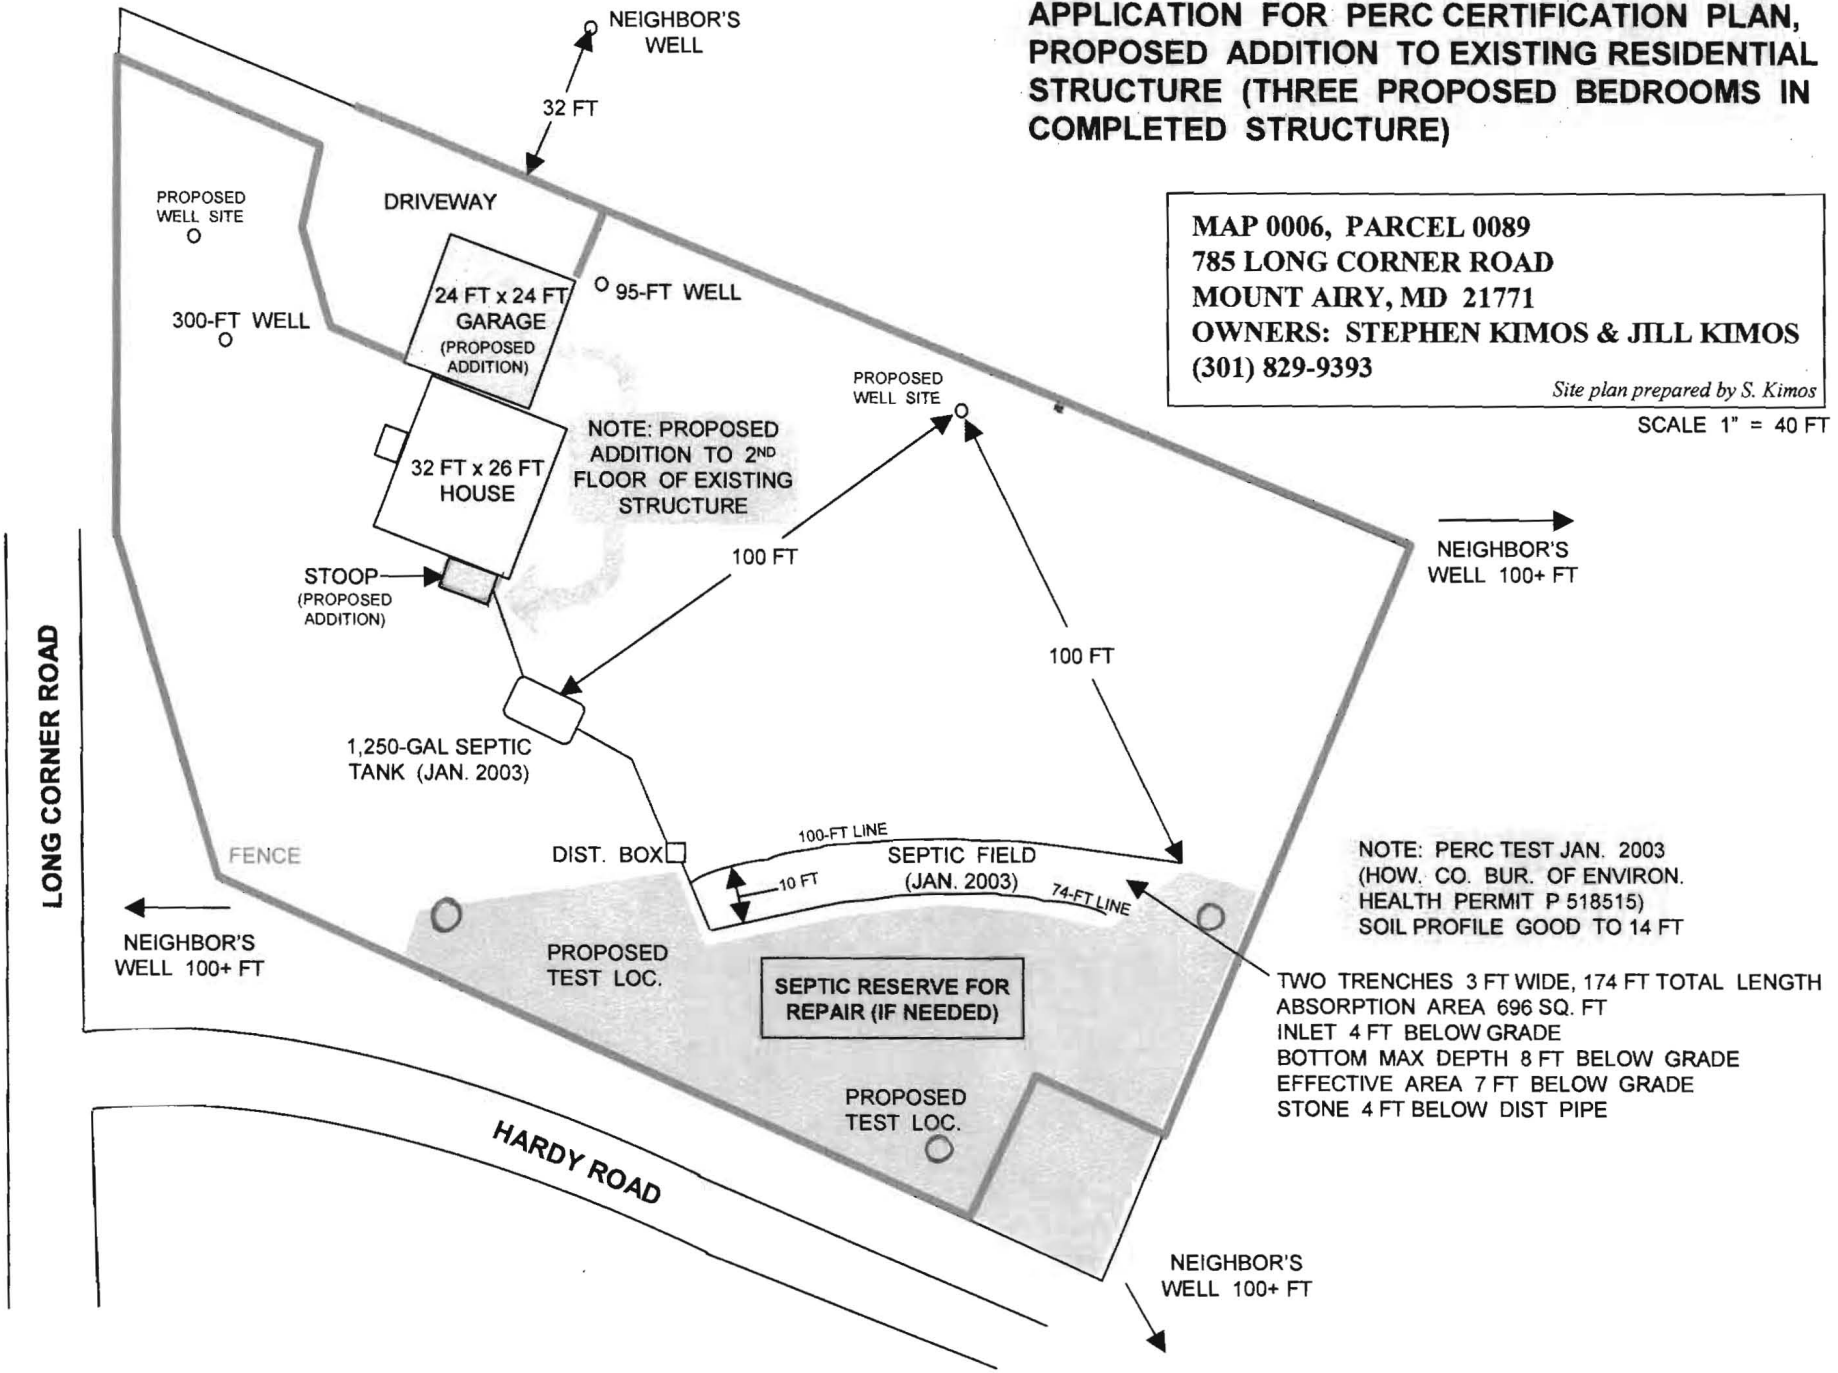 APPLICATION FOR PERC CERTIFICATION PLAN,
PROPOSED ADDITION TO EXISTING RESIDENTIAL
STRUCTURE (THREE PROPOSED BEDROOMS IN
COMPLETED STRUCTURE)
MAP 0006, PARCEL 0089
785 LONG CORNER ROAD
MOUNT AIRY, MD 21771
OWNERS: STEPHEN KIMOS & JILL KIMOS
(301) 829-9393
Site plan prepared by S. Kimos
SCALE 1" = 40 FT
NEIGHBOR'S
WELL
32 FT
DRIVEWAY
PROPOSED
WELL SITE
300-FT WELL
24 FT x 24 FT
GARAGE
(PROPOSED
ADDITION)
95-FT WELL
PROPOSED
WELL SITE
NOTE: PROPOSED
ADDITION TO 2ND
FLOOR OF EXISTING
STRUCTURE
32 FT x 26 FT
HOUSE
STOOP
(PROPOSED
ADDITION)
100 FT
100 FT
NEIGHBOR'S
WELL 100+ FT
LONG CORNER ROAD
1,250-GAL SEPTIC
TANK (JAN. 2003)
FENCE
DIST. BOX
100-FT LINE
10 FT
SEPTIC FIELD
(JAN. 2003)
74-FT LINE
NOTE: PERC TEST JAN. 2003
(HOW. CO. BUR. OF ENVIRON.
HEALTH PERMIT P 518515)
SOIL PROFILE GOOD TO 14 FT
NEIGHBOR'S
WELL 100+ FT
PROPOSED
TEST LOC.
SEPTIC RESERVE FOR
REPAIR (IF NEEDED)
TWO TRENCHES 3 FT WIDE, 174 FT TOTAL LENGTH
ABSORPTION AREA 696 SQ. FT
INLET 4 FT BELOW GRADE
BOTTOM MAX DEPTH 8 FT BELOW GRADE
EFFECTIVE AREA 7 FT BELOW GRADE
STONE 4 FT BELOW DIST PIPE
PROPOSED
TEST LOC.
HARDY ROAD
NEIGHBOR'S
WELL 100+ FT